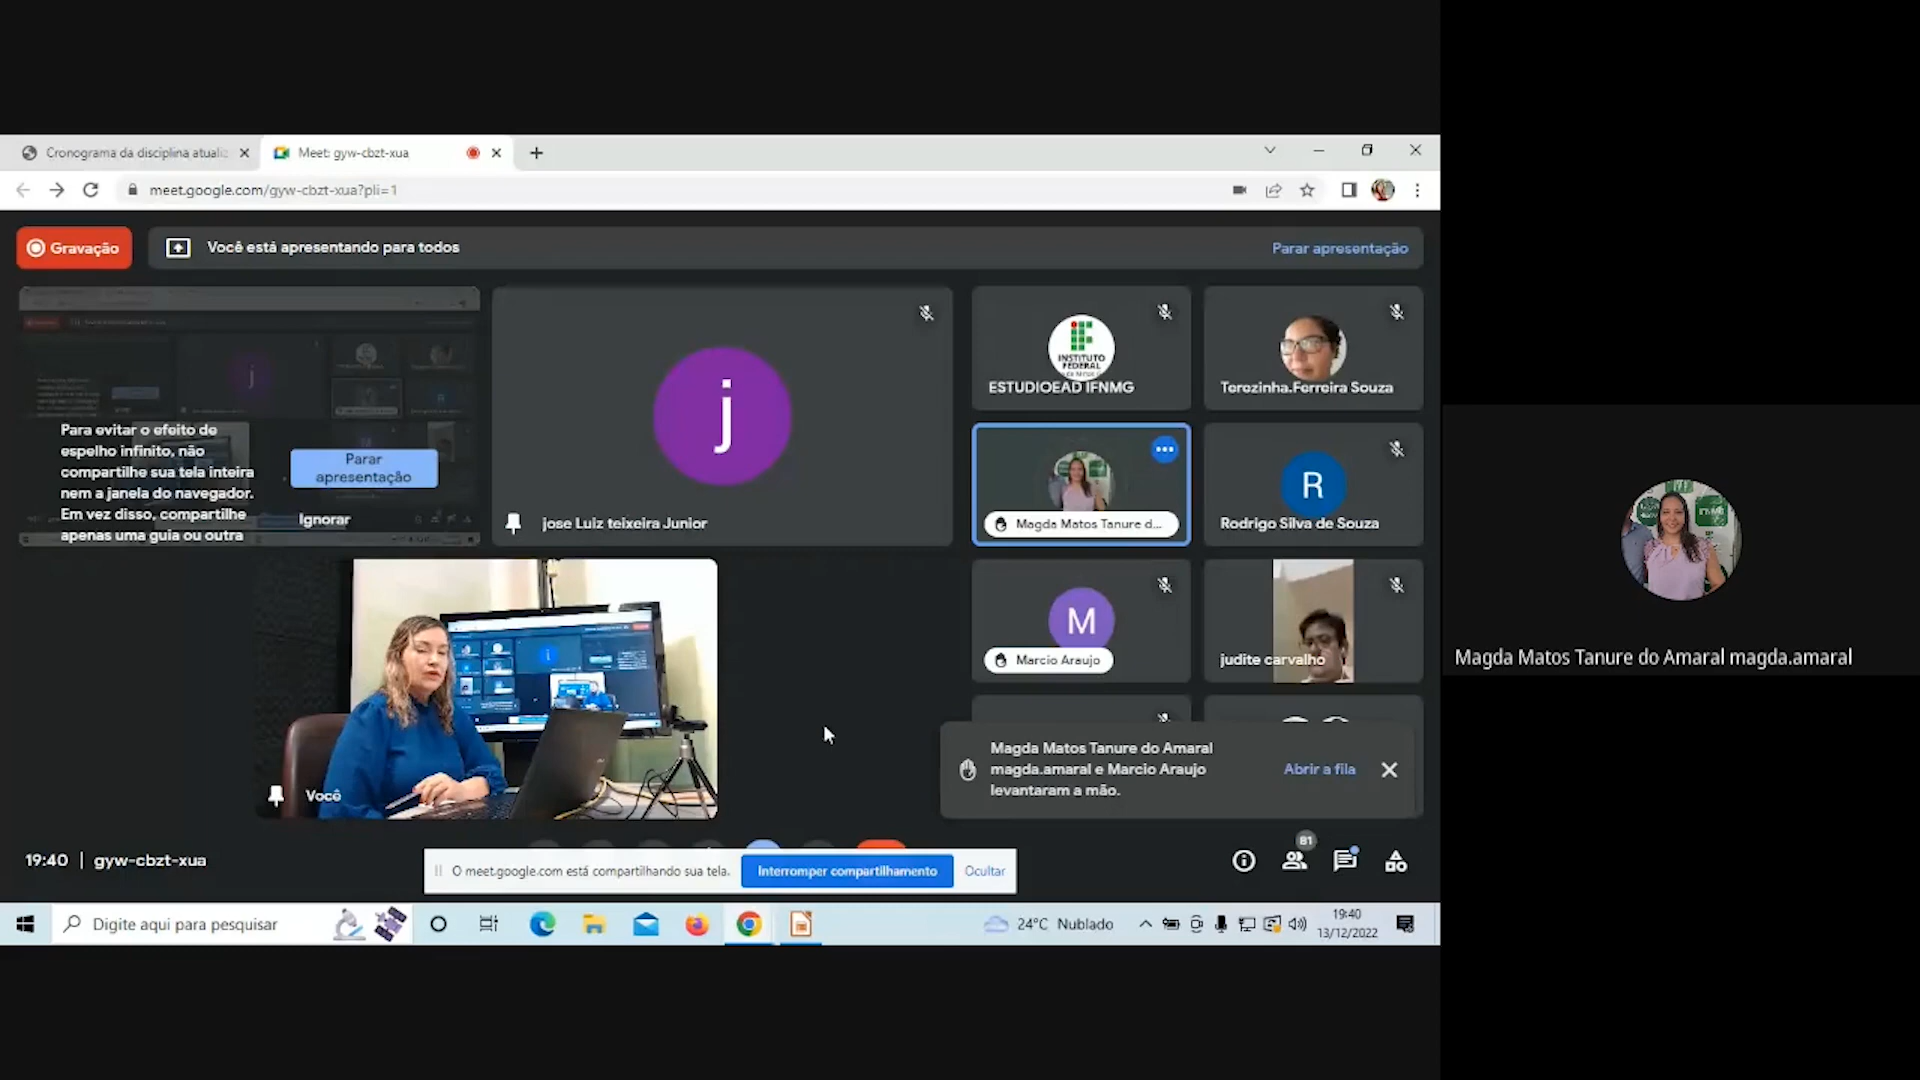 Cronograma da disciplina atuali
Meet: gyw-cbzt-xua
meet.google.com/gyw-cbzt-xua?pli=1
Gravação
Você está apresentando para todos
Parar apresentação
Para evitar o efeito de
espelho infinito, não
compartilhe sua tela inteira
nem a janela do navegador.
Em vez disso, compartilhe
apenas uma guia ou outra
Parar
apresentação
Ignorar
j
jose Luiz teixeira Junior
INSTITUTO
FEDERAL
ESTUDIOEAD IFNMG
Terezinha.Ferreira Souza
Magda Matos Tanure d...
R
Rodrigo Silva de Souza
M
Marcio Araujo
judite carvalho
Você
Magda Matos Tanure do Amaral
magda.amaral e Marcio Araujo
levantaram a mão.
Abrir a fila
Magda Matos Tanure do Amaral magda.amaral
19:40 | gyw-cbzt-xua
81
O meet.google.com está compartilhando sua tela.
Interromper compartilhamento
Ocultar
Digite aqui para pesquisar
24°C Nublado
19:40
13/12/2022